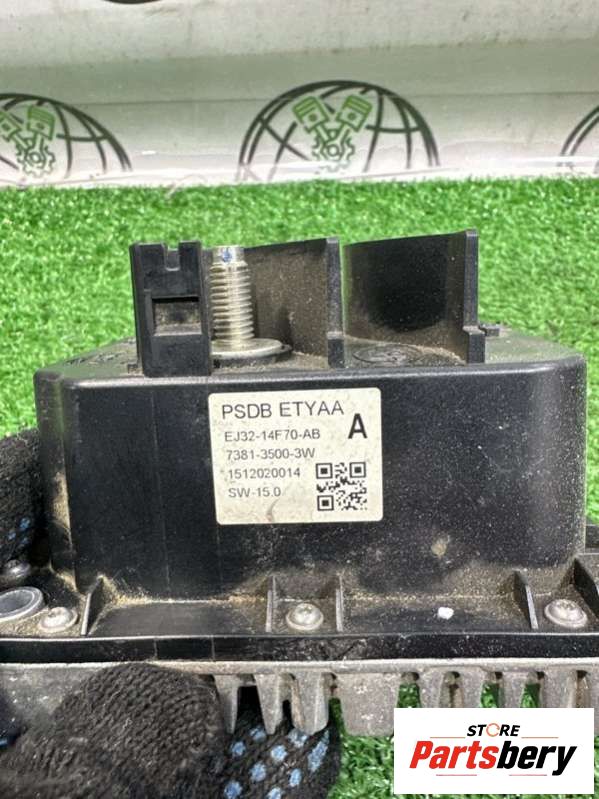 PSDB ETYAA
EJ32-14F70-AB A
7381-3500-3W
1512020014
SW-15.0
STORE
Partsbery